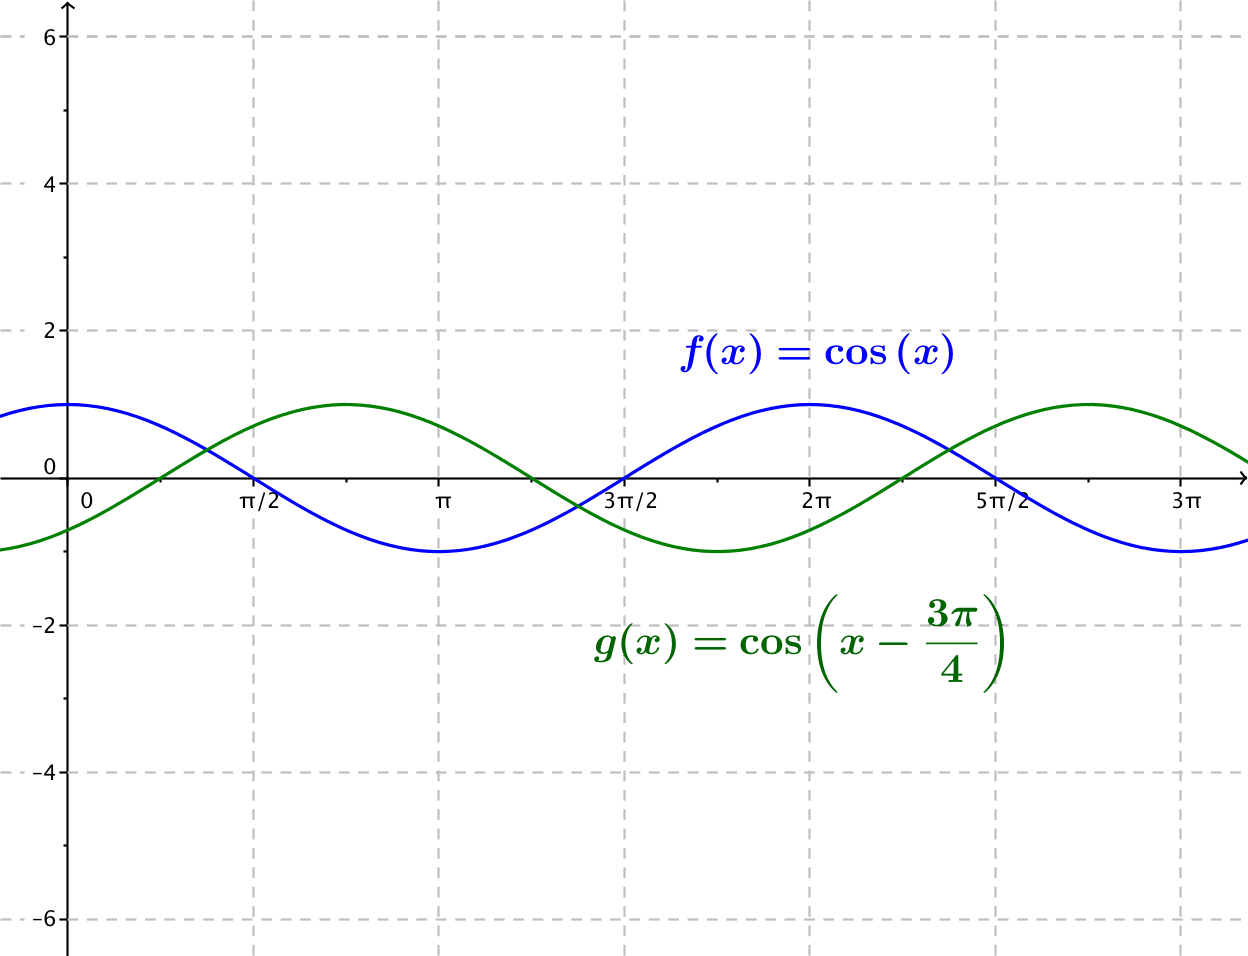 6
4
2
f(x) = cos (x)
0
0 π/2 π 3π/2 2π 5π/2 3π
–2
g(x) = cos(x − 3π/4)
–4
–6